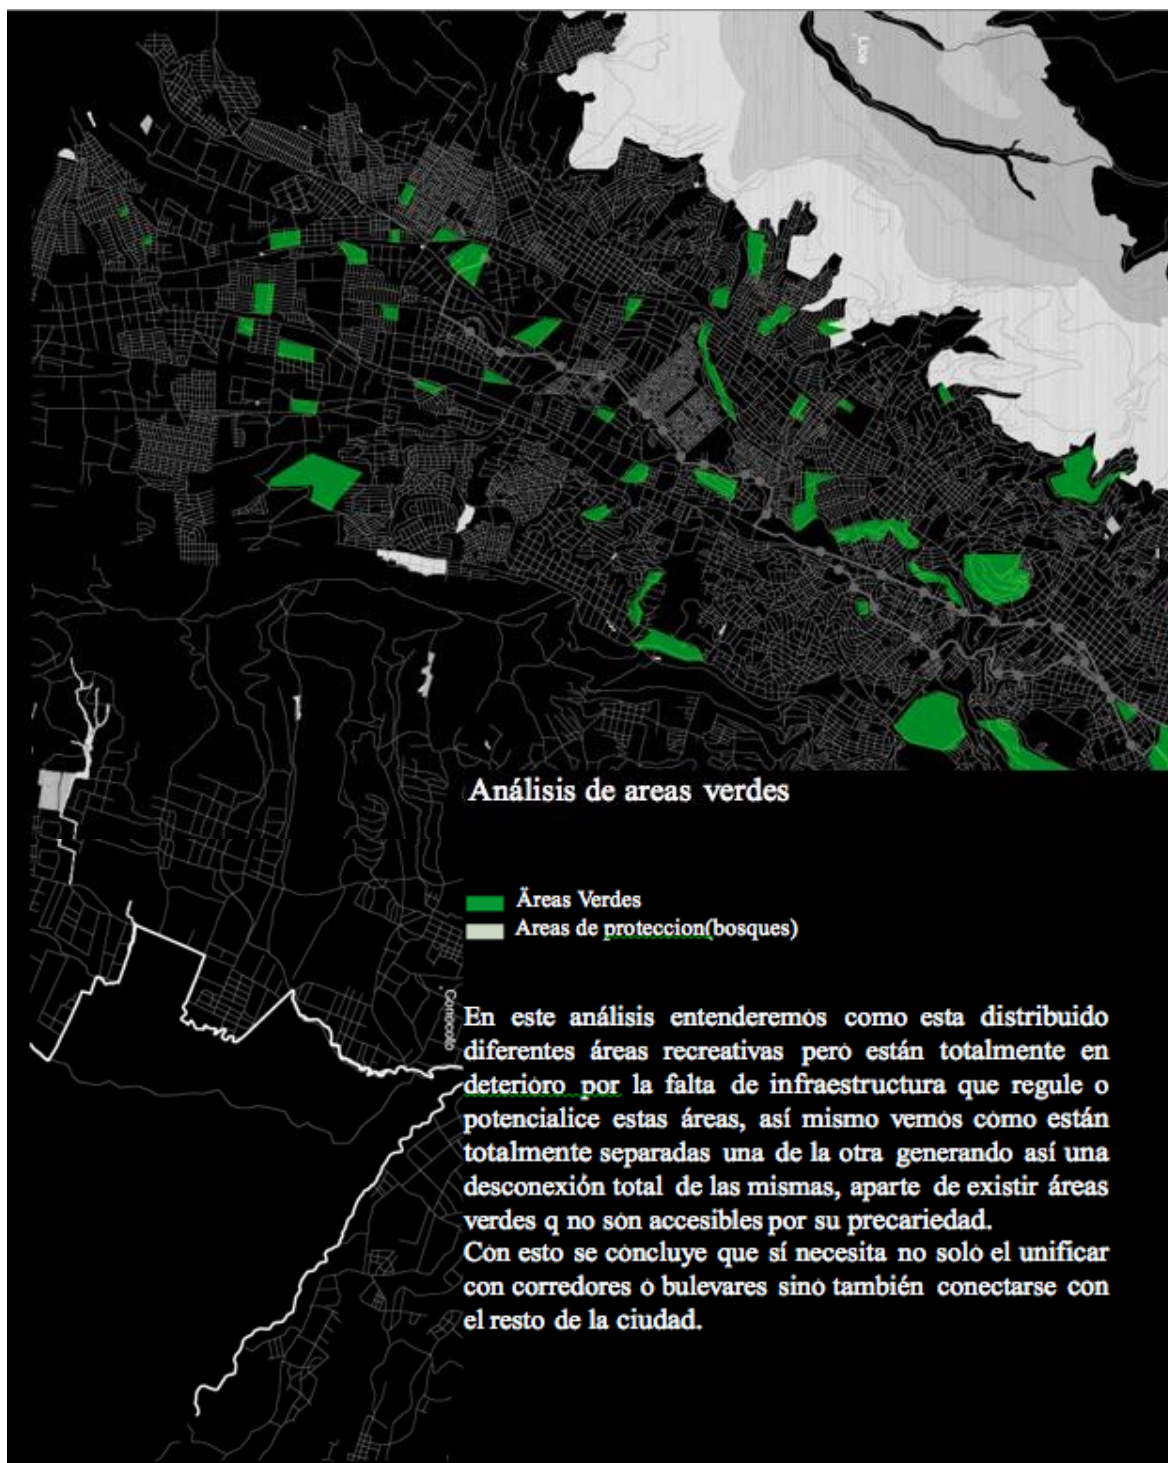 Lloa
Análisis de areas verdes
Äreas Verdes
Areas de proteccion(bosques)
Conocoto
En este análisis entenderemos como esta distribuido
diferentes áreas recreativas pero están totalmente en
deterioro por la falta de infraestructura que regule o
potencialice estas áreas, así mismo vemos como están
totalmente separadas una de la otra generando así una
desconexión total de las mismas, aparte de existir áreas
verdes q no son accesibles por su precariedad.
Con esto se concluye que sí necesita no solo el unificar
con corredores o bulevares sino también conectarse con
el resto de la ciudad.